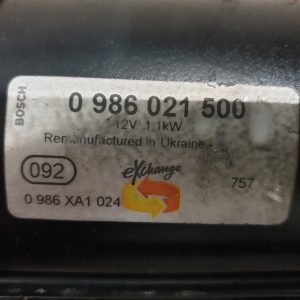 BOSCH
0 986 021 500
12V 1.1kW
Remanufactured in Ukraine
092
eXchange
757
0 986 XA1 024